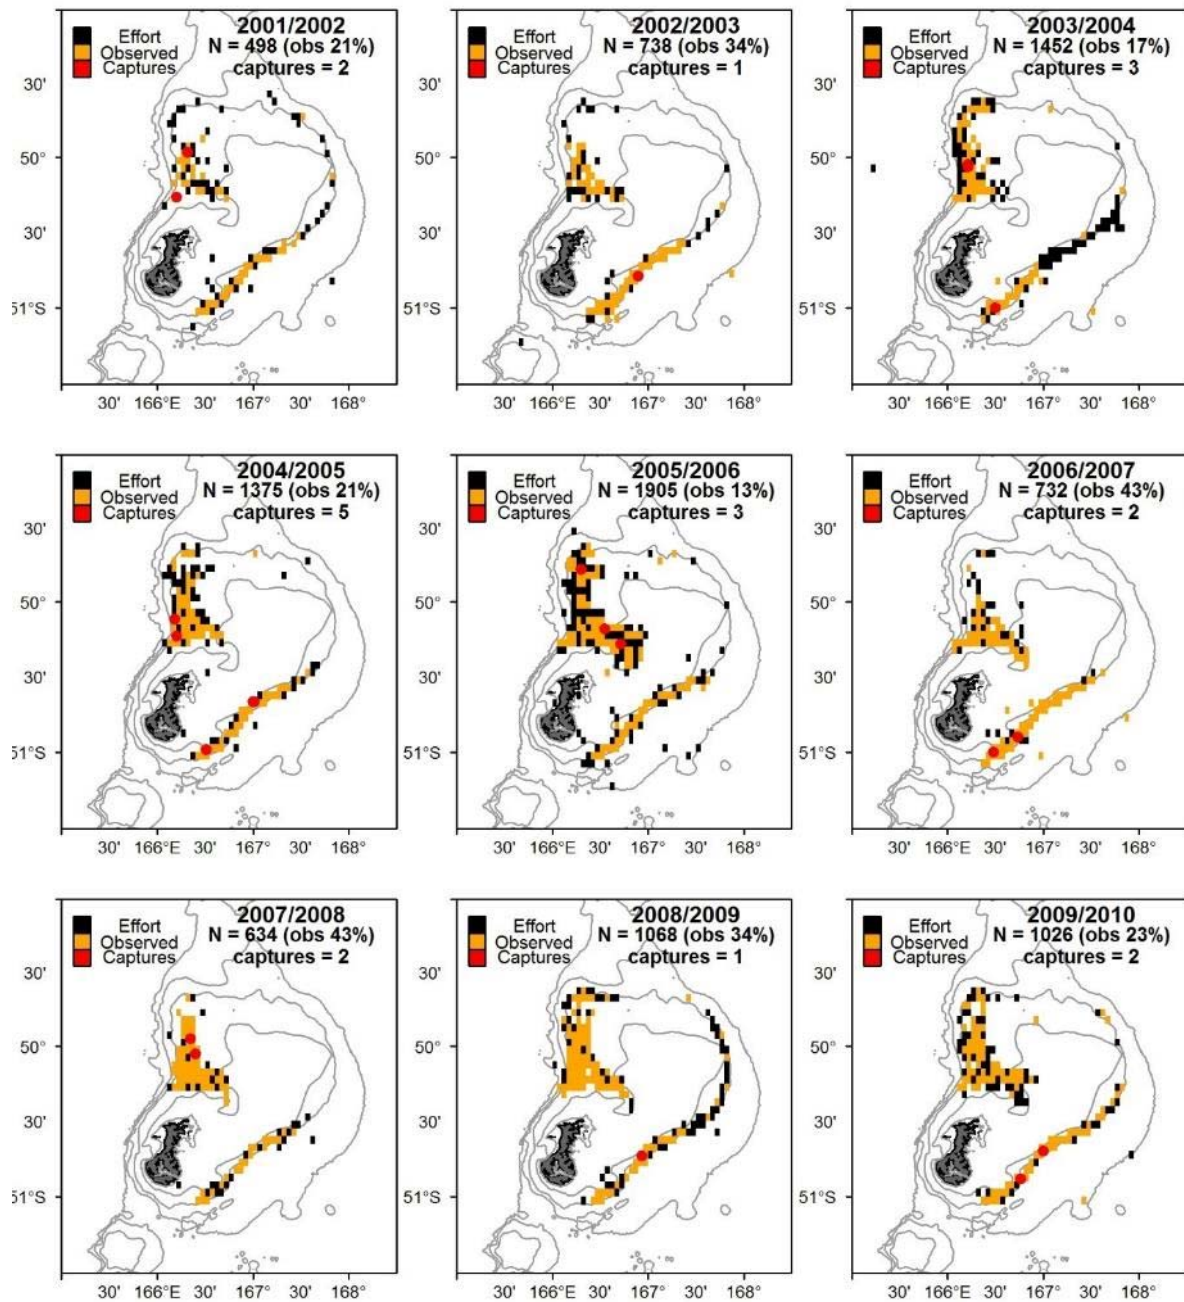 2001/2002
Effort
N = 498 (obs 21%)
Observed
Captures
captures = 2
30'
50°
30'
51°S
30' 166°E 30' 167° 30' 168°
2002/2003
Effort
N = 738 (obs 34%)
Observed
Captures
captures = 1
30'
50°
30'
51°S
30' 166°E 30' 167° 30' 168°
2003/2004
Effort
N = 1452 (obs 17%)
Observed
Captures
captures = 3
30'
50°
30'
51°S
30' 166°E 30' 167° 30' 168°
2004/2005
Effort
N = 1375 (obs 21%)
Observed
Captures
captures = 5
30'
50°
30'
51°S
30' 166°E 30' 167° 30' 168°
2005/2006
Effort
N = 1905 (obs 13%)
Observed
Captures
captures = 3
30'
50°
30'
51°S
30' 166°E 30' 167° 30' 168°
2006/2007
Effort
N = 732 (obs 43%)
Observed
Captures
captures = 2
30'
50°
30'
51°S
30' 166°E 30' 167° 30' 168°
2007/2008
Effort
N = 634 (obs 43%)
Observed
Captures
captures = 2
30'
50°
30'
51°S
30' 166°E 30' 167° 30' 168°
2008/2009
Effort
N = 1068 (obs 34%)
Observed
Captures
captures = 1
30'
50°
30'
51°S
30' 166°E 30' 167° 30' 168°
2009/2010
Effort
N = 1026 (obs 23%)
Observed
Captures
captures = 2
30'
50°
30'
51°S
30' 166°E 30' 167° 30' 168°